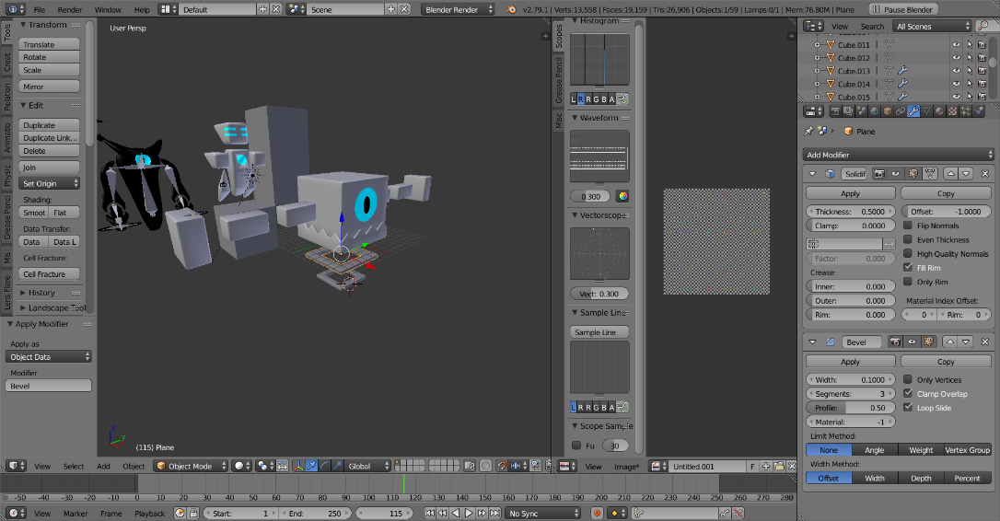 File Edit Render Window Help Default Scene Blender Render v2.79.1 | Verts:13,558 | Faces:19,159 | Tris:26,906 | Objects:1/59 | Lamps:0/1 | Mem:76.80M | Plane Pause Blender
Tools
Creat
Relation
Animatio
Physic
Grease Pencil
Mis
Lens Flare
Transform
Translate
Rotate
Scale
Mirror
Edit
Duplicate
Duplicate Link...
Delete
Join
Set Origin
Shading:
Smoot Flat
Data Transfer:
Data Data L
Cell Fracture:
Cell Fracture
History
Landscape Tool
Apply Modifier
Apply as
Object Data
Modifier
Bevel
User Persp
(115) Plane
Histogram
L R R G B A
Waveform
0.300
Vectorscope
Vect: 0.300
Sample Line
Sample Line
L R R G B A
Scope Sample
Fu 30
Scopes
Grease Pencil
Misc
View Search All Scenes
Cube.011
Cube.012
Cube.013
Cube.014
Cube.015
Plane
Add Modifier
Solidif
Apply Copy
Thickness: 0.5000 Offset: -1.0000
Clamp: 0.0000 Flip Normals
Even Thickness
High Quality Normals
Factor: 0.000 Fill Rim
Crease: Only Rim
Inner: 0.000
Outer: 0.000 Material Index Offset:
Rim: 0.000 0 Rim: 0
Bevel
Apply Copy
Width: 0.1000 Only Vertices
Segments: 3 Clamp Overlap
Profile: 0.50 Loop Slide
Material: -1
Limit Method:
None Angle Weight Vertex Group
Width Method:
Offset Width Depth Percent
View Select Add Object Object Mode Global
View Image* Untitled.001 F
-50 -40 -30 -20 -10 0 10 20 30 40 50 60 70 80 90 100 110 120 130 140 150 160 170 180 190 200 210 220 230 240 250 260 270 280
View Marker Frame Playback Start: 1 End: 250 115 No Sync